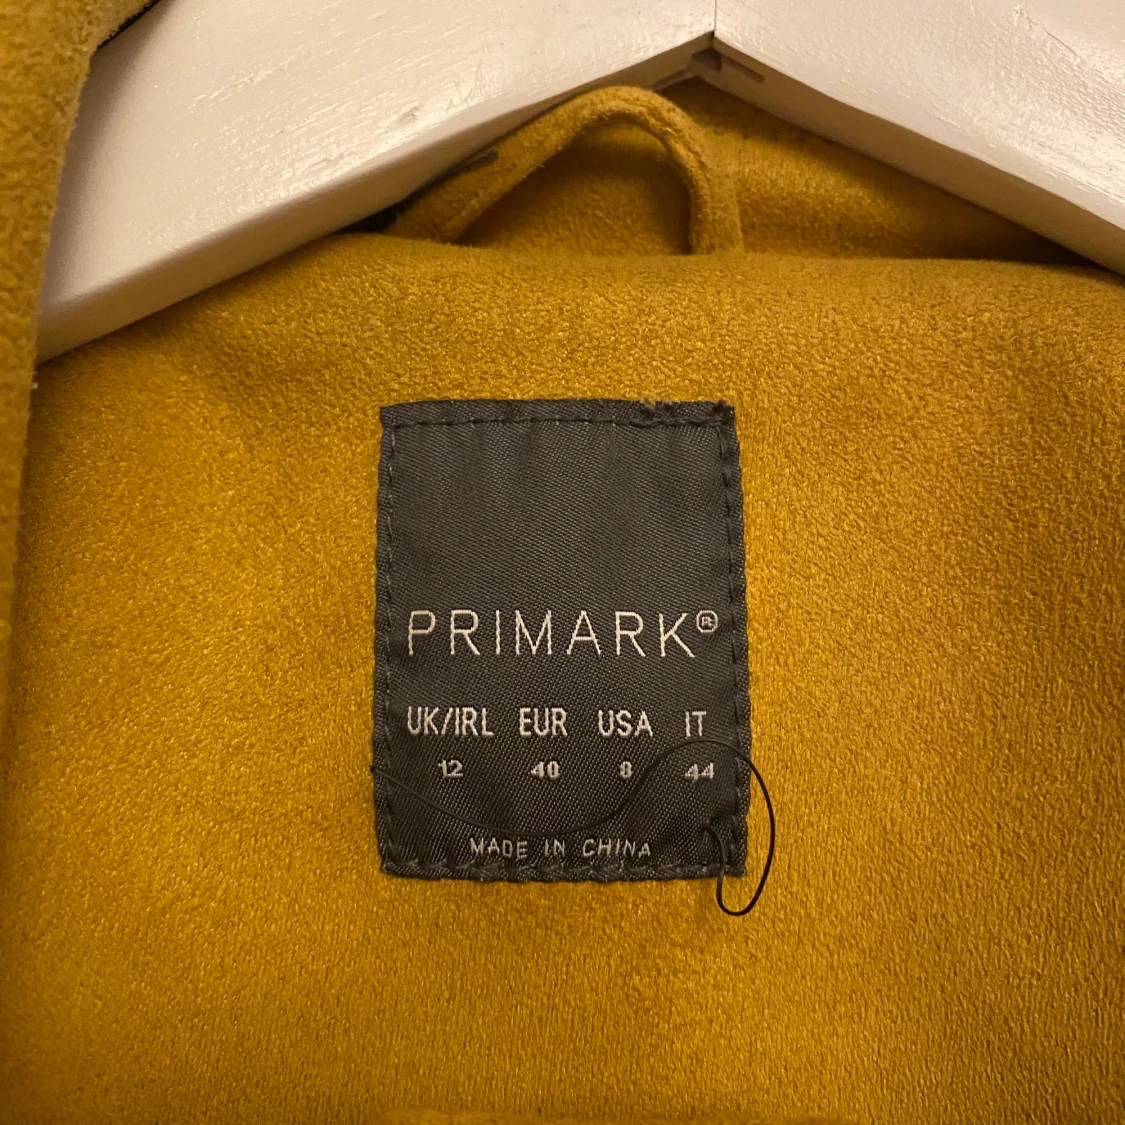 PRIMARK®
UK/IRL EUR USA IT
12 40 8 44
MADE IN CHINA